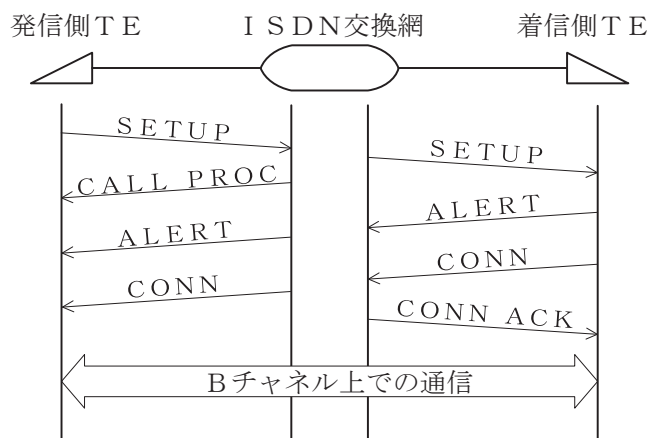 発信側TE
ISDN交換網
着信側TE
SETUP
SETUP
CALL PROC
ALERT
ALERT
CONN
CONN
CONN ACK
Bチャネル上での通信